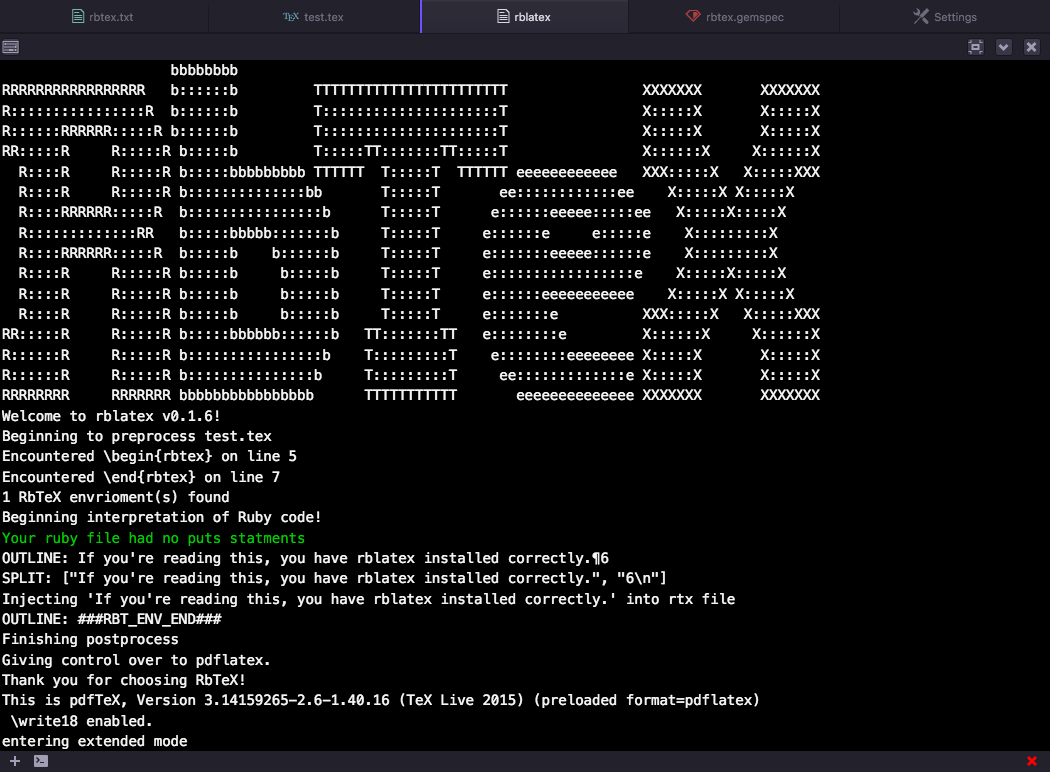 rbtex.txt
TEX test.tex
rblatex
rbtex.gemspec
Settings
                    bbbbbbbb
RRRRRRRRRRRRRRRRR   b::::::b         TTTTTTTTTTTTTTTTTTTTTTT                XXXXXXX       XXXXXXX
R::::::::::::::::R  b::::::b         T:::::::::::::::::::::T                X:::::X       X:::::X
R::::::RRRRRR:::::R b::::::b         T:::::::::::::::::::::T                X:::::X       X:::::X
RR:::::R     R:::::R b:::::b         T:::::TT:::::::TT:::::T                X::::::X     X::::::X
  R::::R     R:::::R b:::::bbbbbbbbb TTTTTT  T:::::T  TTTTTT eeeeeeeeeeee   XXX:::::X   X:::::XXX
  R::::R     R:::::R b::::::::::::::bb       T:::::T       ee::::::::::::ee    X:::::X X:::::X
  R::::RRRRRR:::::R  b::::::::::::::::b      T:::::T      e::::::eeeee:::::ee   X:::::X:::::X
  R:::::::::::::RR   b:::::bbbbb:::::::b     T:::::T     e::::::e     e:::::e    X:::::::::X
  R::::RRRRRR:::::R  b:::::b    b::::::b     T:::::T     e:::::::eeeee::::::e    X:::::::::X
  R::::R     R:::::R b:::::b     b:::::b     T:::::T     e:::::::::::::::::e    X:::::X:::::X
  R::::R     R:::::R b:::::b     b:::::b     T:::::T     e::::::eeeeeeeeeee    X:::::X X:::::X
  R::::R     R:::::R b:::::b     b:::::b     T:::::T     e:::::::e          XXX:::::X   X:::::XXX
RR:::::R     R:::::R b:::::bbbbbb::::::b   TT:::::::TT   e::::::::e         X::::::X     X::::::X
R::::::R     R:::::R b::::::::::::::::b    T:::::::::T    e::::::::eeeeeeee X:::::X       X:::::X
R::::::R     R:::::R b:::::::::::::::b     T:::::::::T     ee:::::::::::::e X:::::X       X:::::X
RRRRRRRR     RRRRRRR bbbbbbbbbbbbbbbb      TTTTTTTTTTT       eeeeeeeeeeeeee XXXXXXX       XXXXXXX
Welcome to rblatex v0.1.6!
Beginning to preprocess test.tex
Encountered \begin{rbtex} on line 5
Encountered \end{rbtex} on line 7
1 RbTeX envrioment(s) found
Beginning interpretation of Ruby code!
Your ruby file had no puts statments
OUTLINE: If you're reading this, you have rblatex installed correctly.¶6
SPLIT: ["If you're reading this, you have rblatex installed correctly.", "6\n"]
Injecting 'If you're reading this, you have rblatex installed correctly.' into rtx file
OUTLINE: ###RBT_ENV_END###
Finishing postprocess
Giving control over to pdflatex.
Thank you for choosing RbTeX!
This is pdfTeX, Version 3.14159265-2.6-1.40.16 (TeX Live 2015) (preloaded format=pdflatex)
 \write18 enabled.
entering extended mode